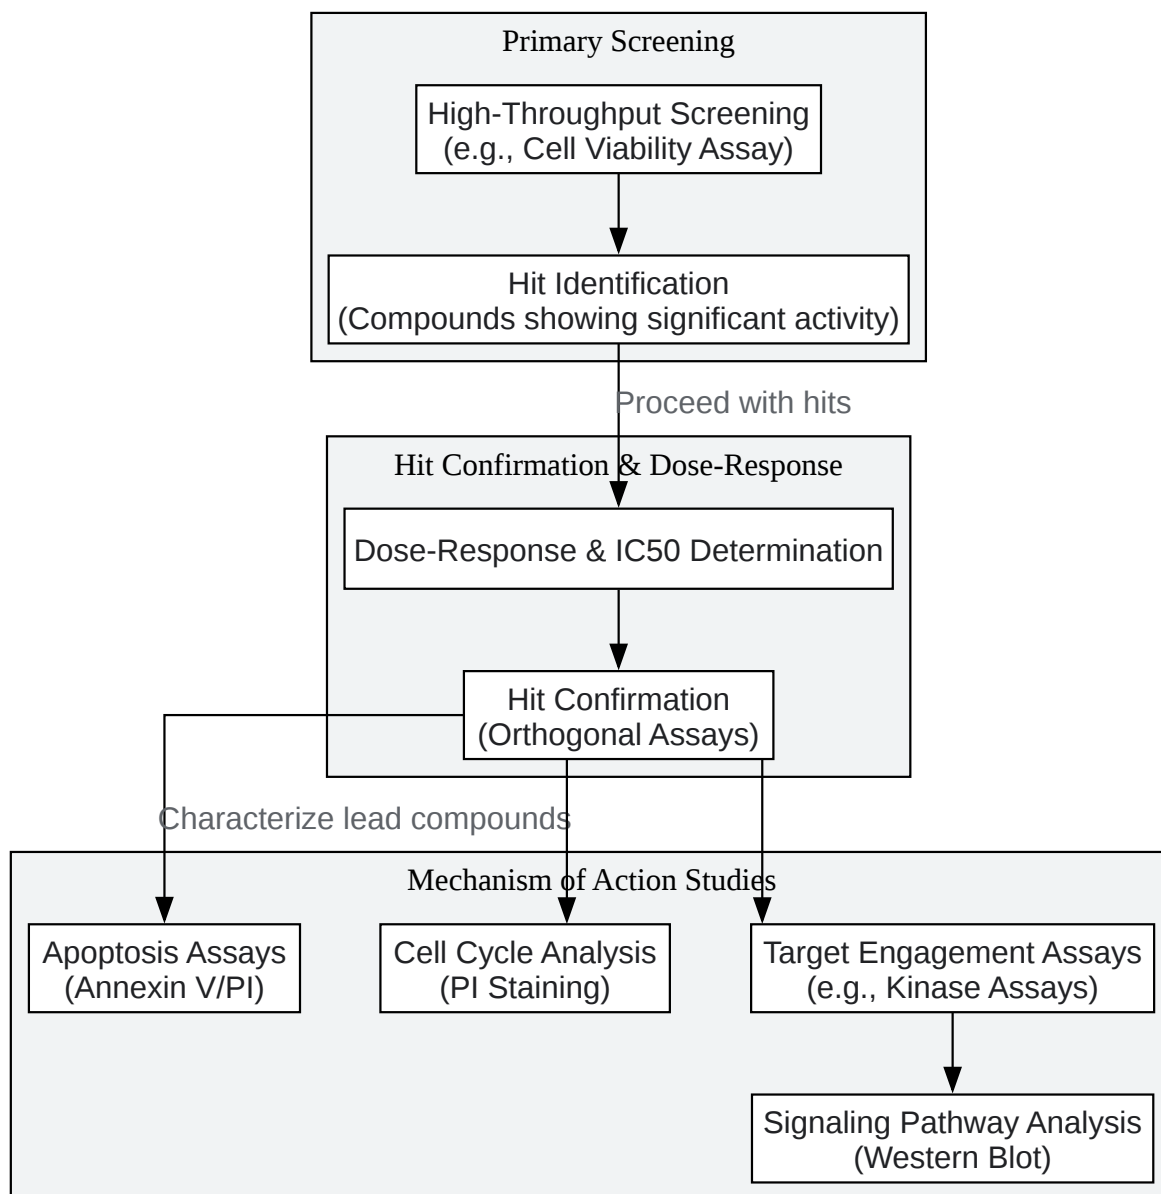 Primary Screening
High-Throughput Screening
(e.g., Cell Viability Assay)
Hit Identification
(Compounds showing significant activity)
Proceed with hits
Hit Confirmation & Dose-Response
Dose-Response & IC50 Determination
Hit Confirmation
(Orthogonal Assays)
Characterize lead compounds
Mechanism of Action Studies
Apoptosis Assays
(Annexin V/PI)
Cell Cycle Analysis
(PI Staining)
Target Engagement Assays
(e.g., Kinase Assays)
Signaling Pathway Analysis
(Western Blot)